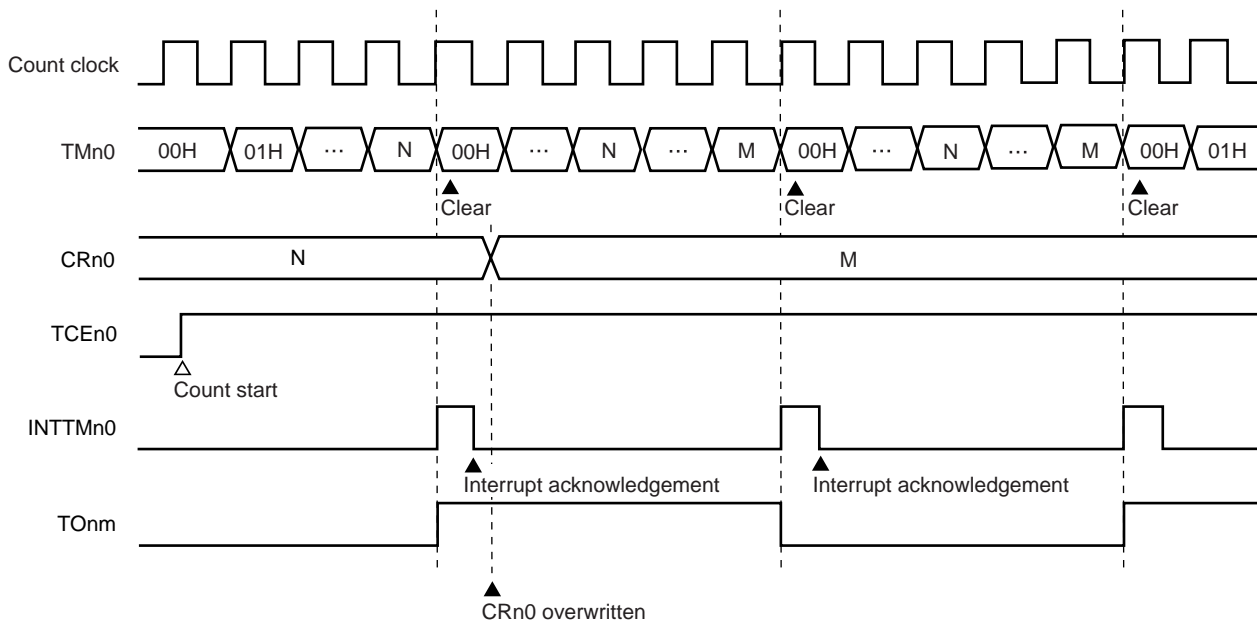 Count clock
TMn0 00H 01H ··· N 00H ··· N ··· M 00H ··· N ··· M 00H 01H
Clear Clear Clear
CRn0 N M
TCEn0
Count start
INTTMn0
Interrupt acknowledgement Interrupt acknowledgement
TOnm
CRn0 overwritten